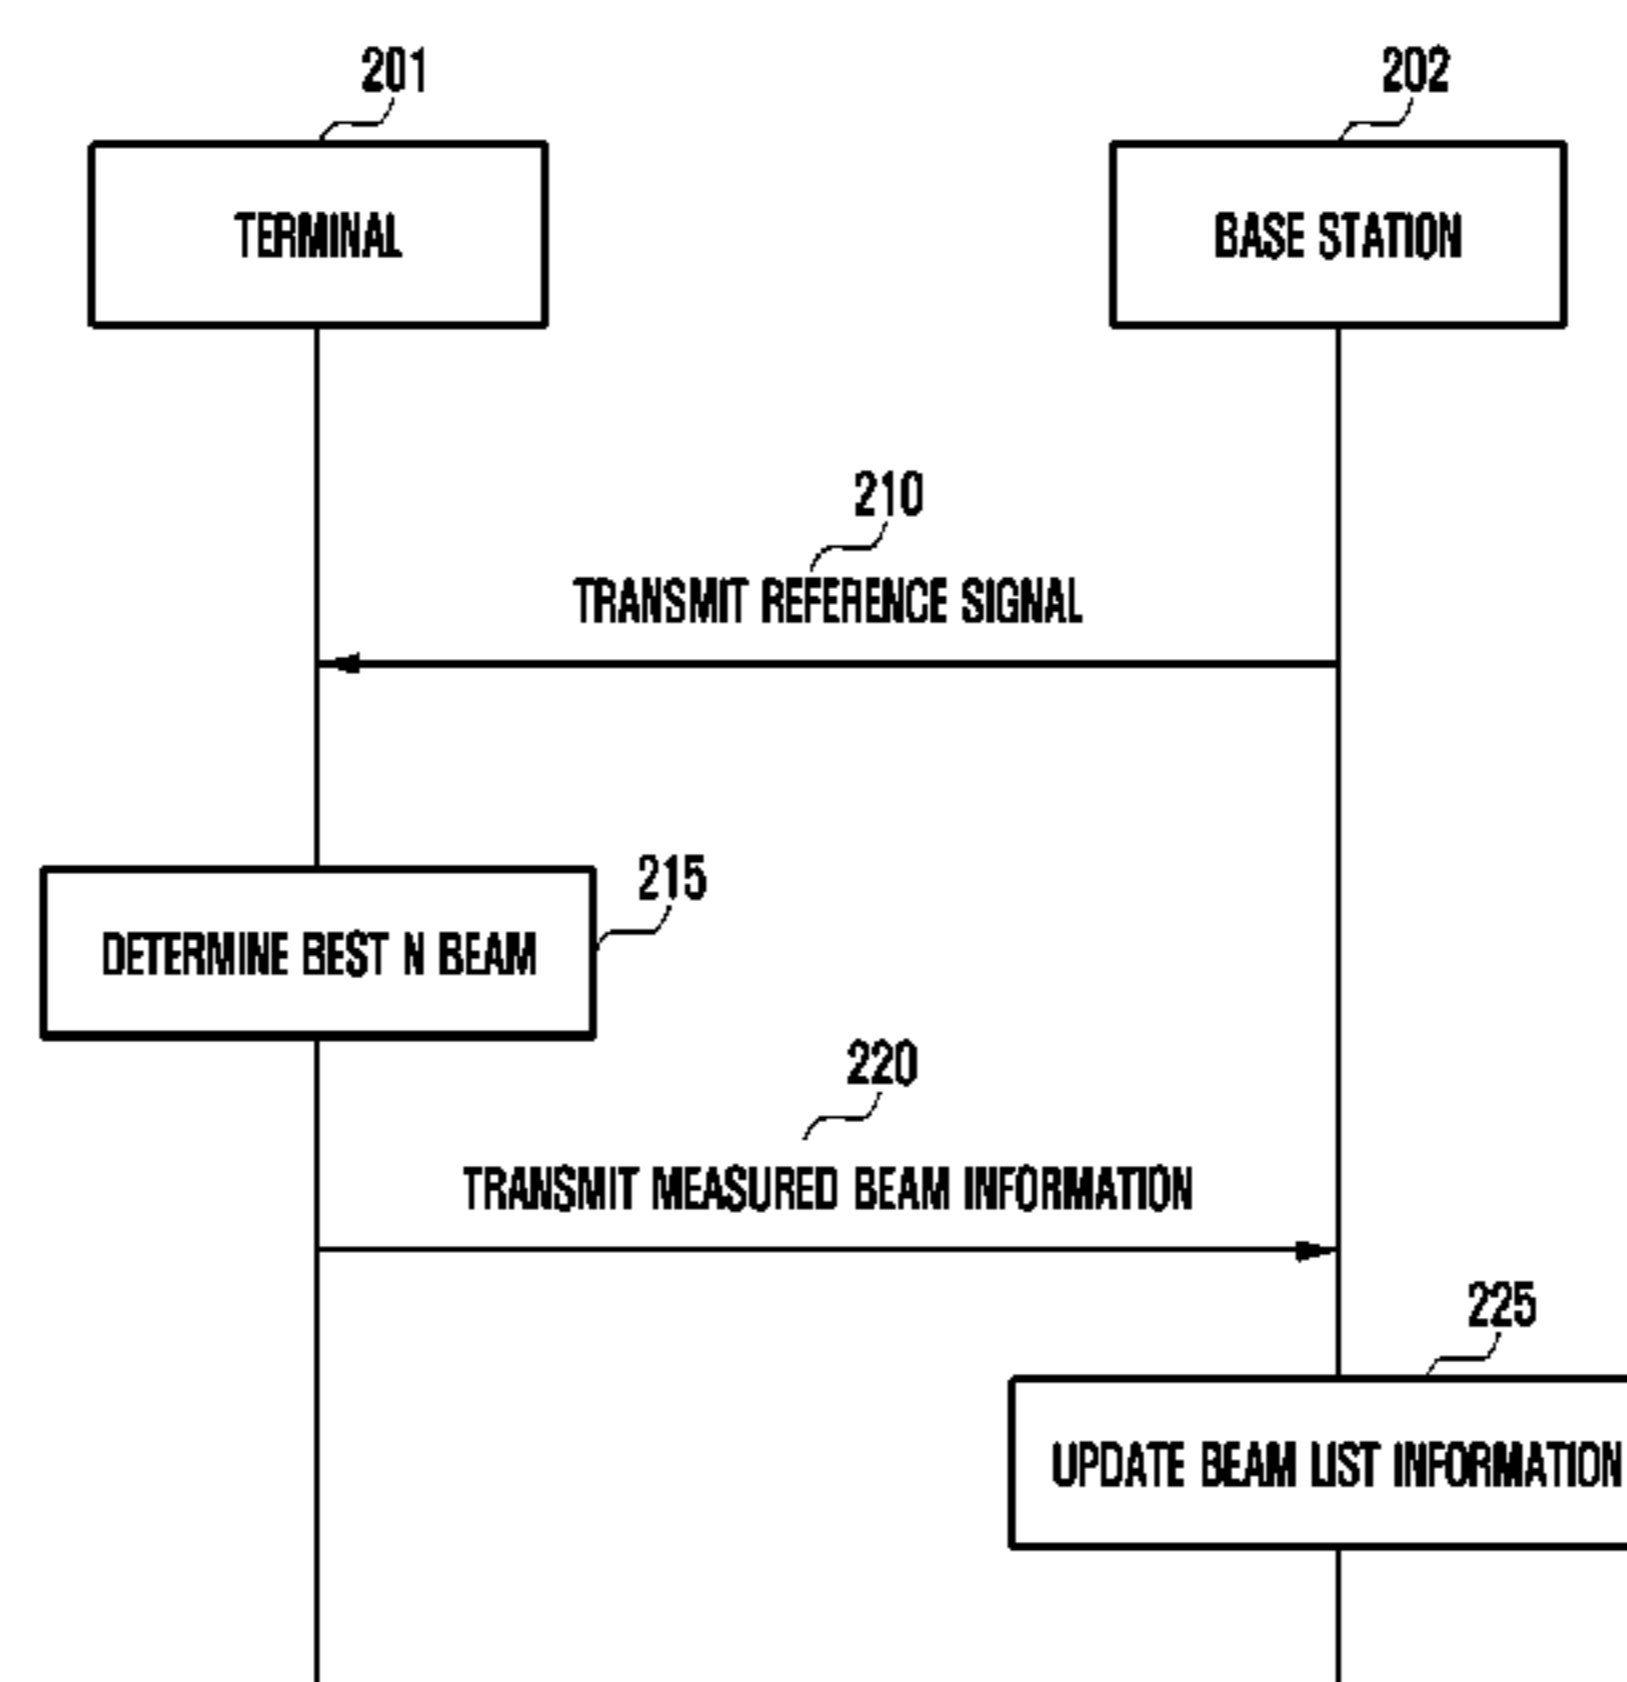 201
202
TERMINAL
BASE STATION
210
TRANSMIT REFERENCE SIGNAL
215
DETERMINE BEST N BEAM
220
TRANSMIT MEASURED BEAM INFORMATION
225
UPDATE BEAM LIST INFORMATION